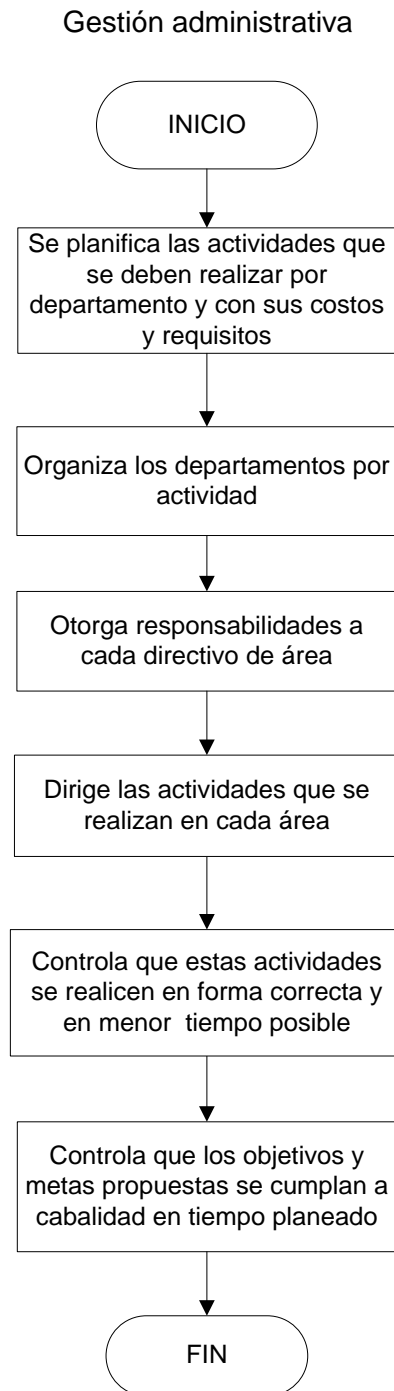 Gestión administrativa
INICIO
Se planifica las actividades que
se deben realizar por
departamento y con sus costos
y requisitos
Organiza los departamentos por
actividad
Otorga responsabilidades a
cada directivo de área
Dirige las actividades que se
realizan en cada área
Controla que estas actividades
se realicen en forma correcta y
en menor  tiempo posible
Controla que los objetivos y
metas propuestas se cumplan a
cabalidad en tiempo planeado
FIN